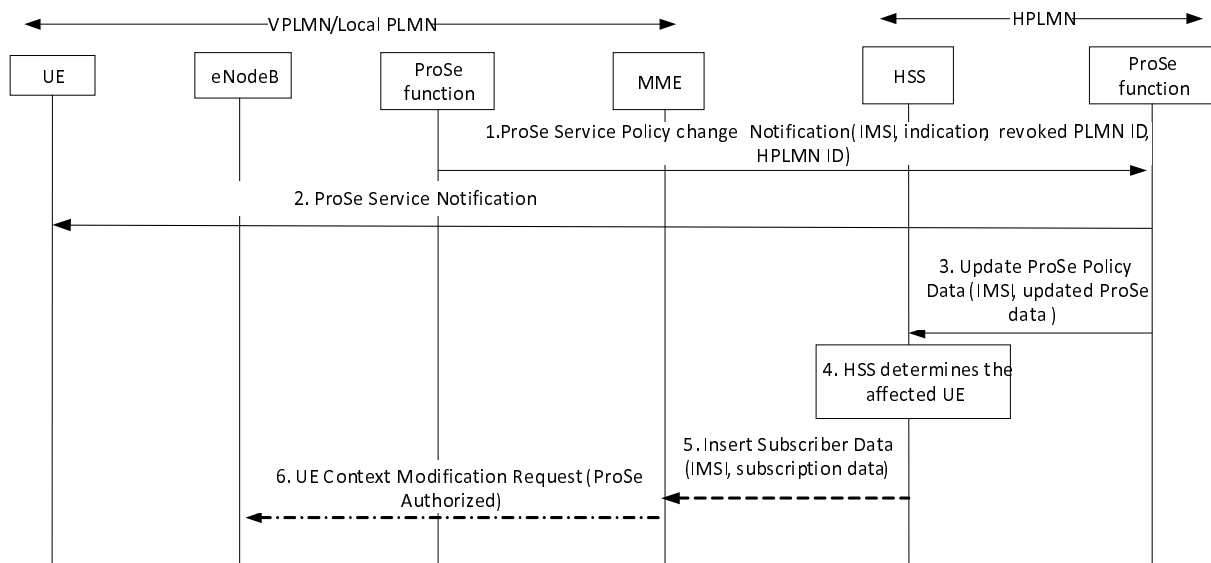 VPLMN/Local PLMN
HPLMN
UE
eNodeB
ProSe
function
MME
HSS
ProSe
function
1.ProSe Service Policy change Notification( IMSI, indication, revoked PLMN ID,
HPLMN ID)
2. ProSe Service Notification
3. Update ProSe Policy
Data (IMSI, updated ProSe
data )
4. HSS determines the
affected UE
5. Insert Subscriber Data
(IMSI, subscription data)
6. UE Context Modification Request (ProSe
Authorized)